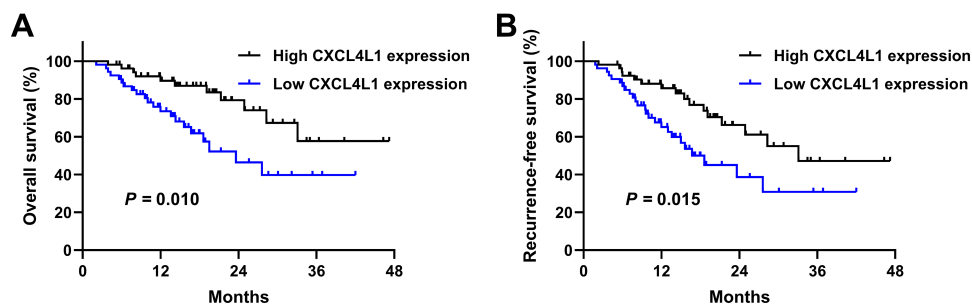 A
Overall survival (%)
100
80
60
40
20
0
0 12 24 36 48
Months
High CXCL4L1 expression
Low CXCL4L1 expression
P = 0.010
B
Recurrence-free survival (%)
100
80
60
40
20
0
0 12 24 36 48
Months
High CXCL4L1 expression
Low CXCL4L1 expression
P = 0.015